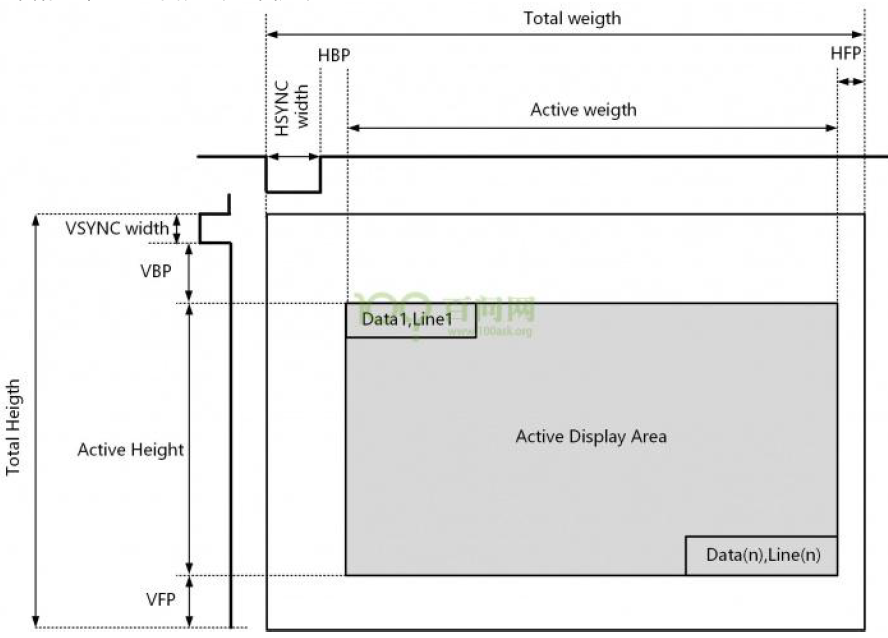 Total weigth
HBP
HFP
HSYNC
width
Active weigth
VSYNC width
VBP
百问网
www.100ask.org
Data1,Line1
Total Heigth
Active Height
Active Display Area
Data(n),Line(n)
VFP